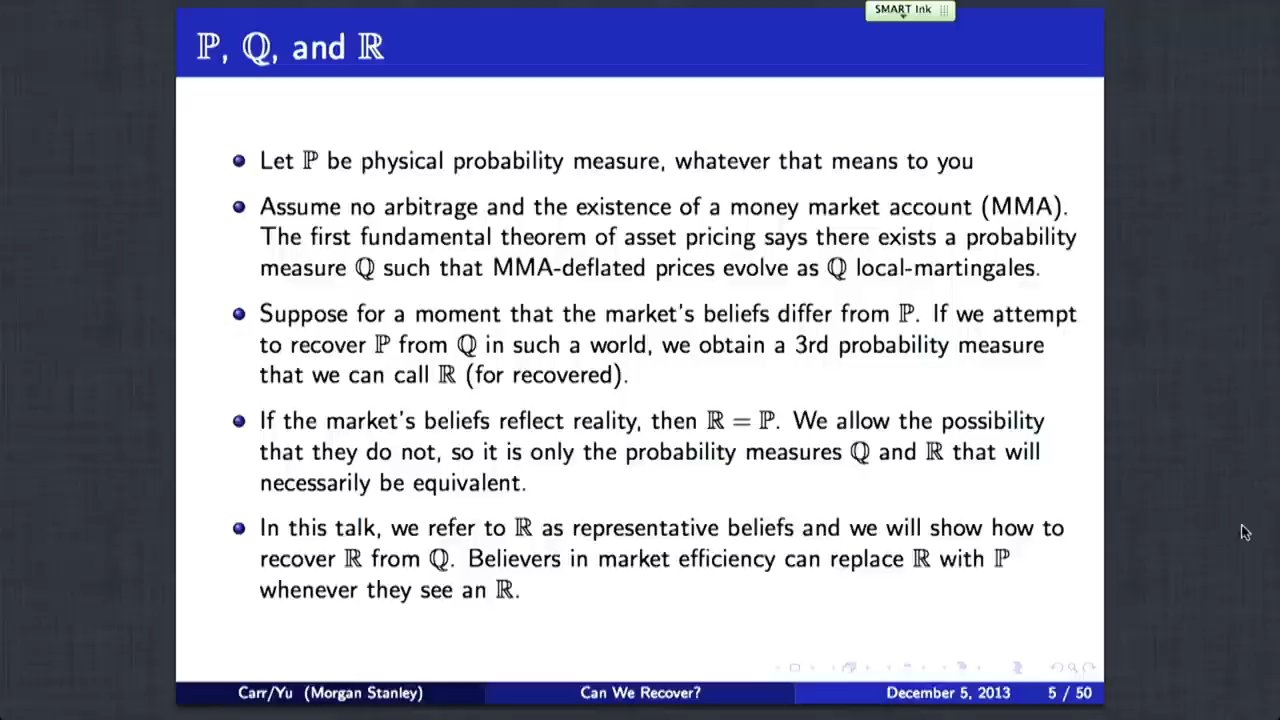 SMART Ink
ℙ, ℚ, and ℝ
Let ℙ be physical probability measure, whatever that means to you
Assume no arbitrage and the existence of a money market account (MMA).
The first fundamental theorem of asset pricing says there exists a probability
measure ℚ such that MMA-deflated prices evolve as ℚ local-martingales.
Suppose for a moment that the market's beliefs differ from ℙ. If we attempt
to recover ℙ from ℚ in such a world, we obtain a 3rd probability measure
that we can call ℝ (for recovered).
If the market's beliefs reflect reality, then ℝ = ℙ. We allow the possibility
that they do not, so it is only the probability measures ℚ and ℝ that will
necessarily be equivalent.
In this talk, we refer to ℝ as representative beliefs and we will show how to
recover ℝ from ℚ. Believers in market efficiency can replace ℝ with ℙ
whenever they see an ℝ.
Carr/Yu (Morgan Stanley) Can We Recover? December 5, 2013 5 / 50